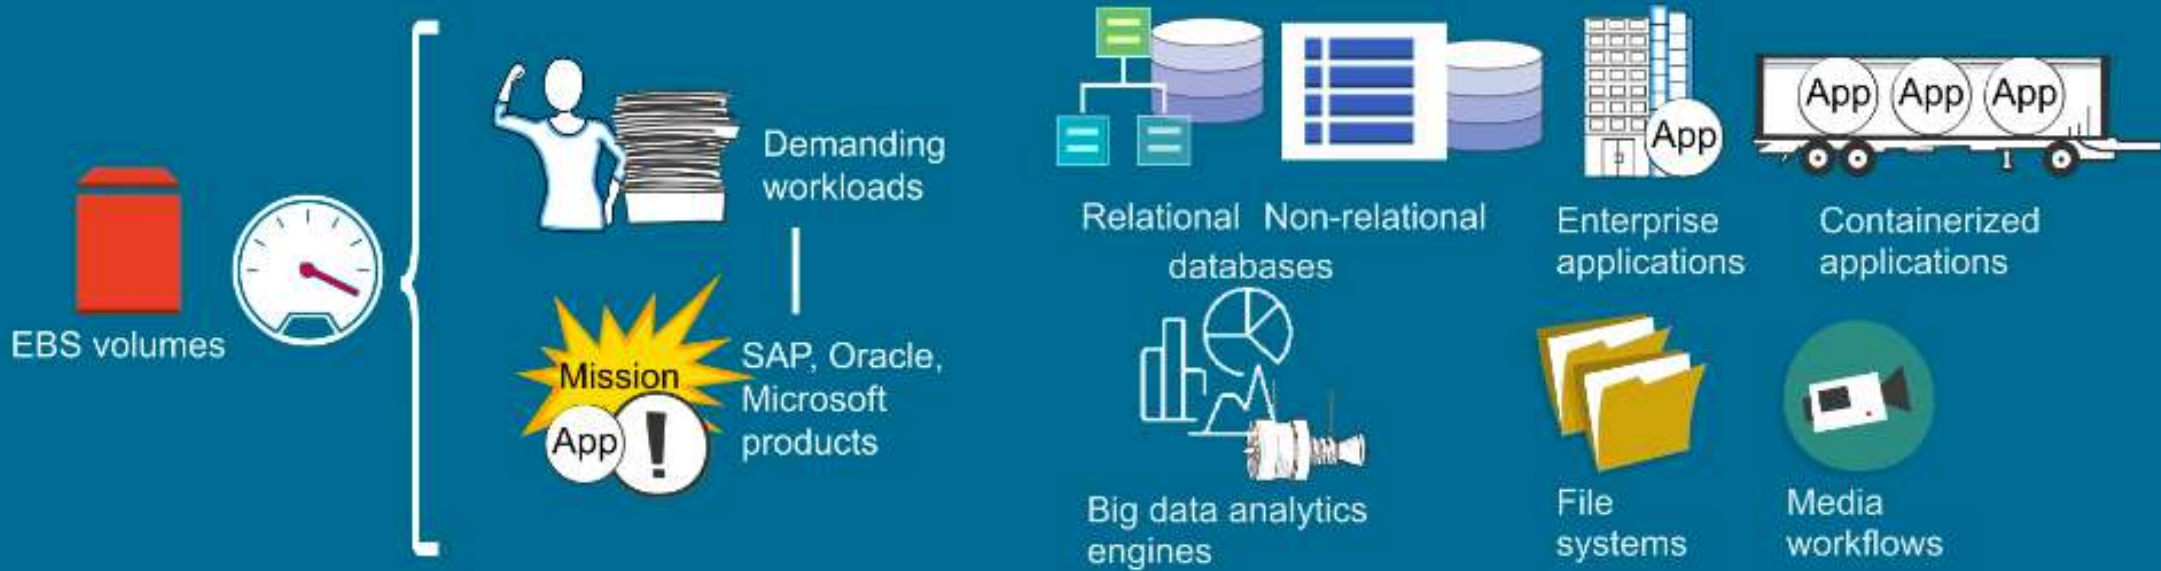 EBS volumes
Demanding
workloads
Mission
App
!
SAP, Oracle,
Microsoft
products
Relational Non-relational
databases
App
Enterprise
applications
App App App
Containerized
applications
Big data analytics
engines
File
systems
Media
workflows